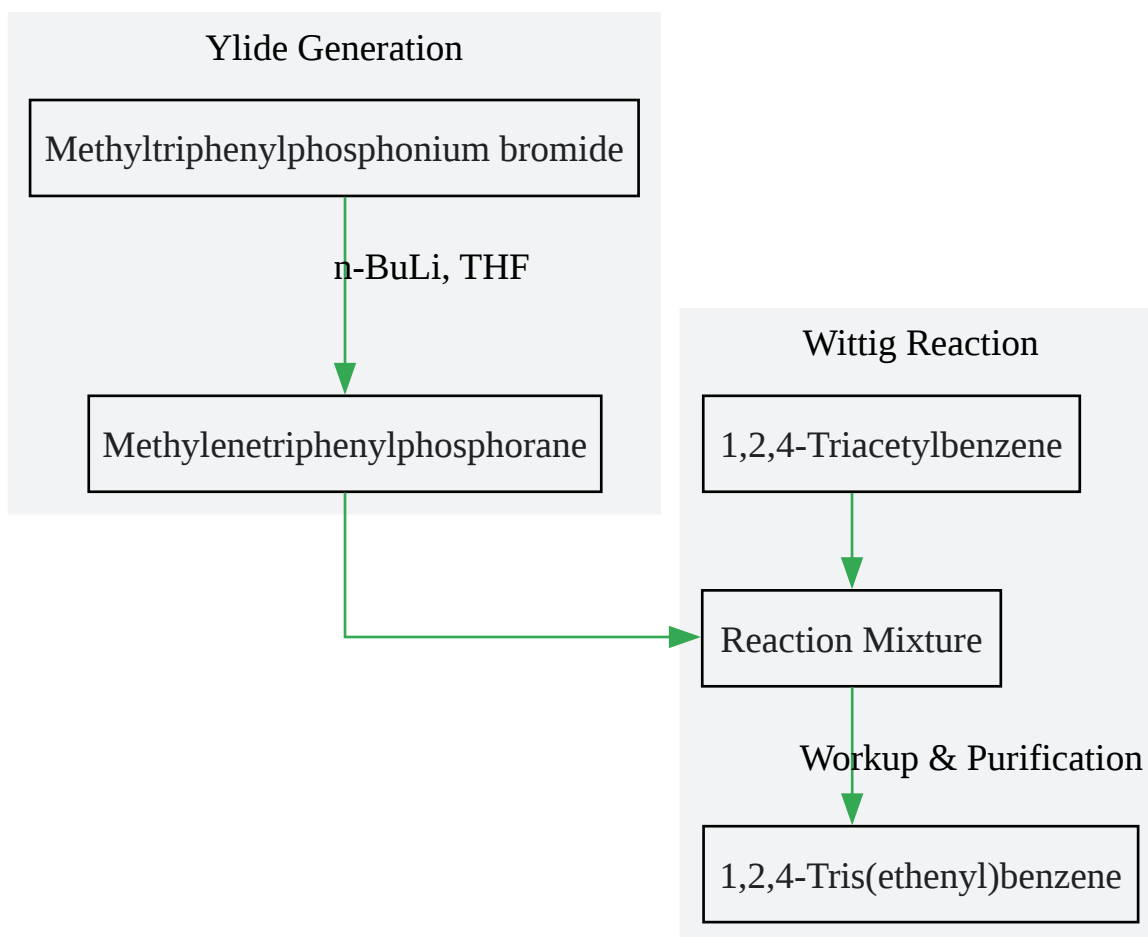 Ylide Generation
Methyltriphenylphosphonium bromide
n-BuLi, THF
Methylenetriphenylphosphorane
Wittig Reaction
1,2,4-Triacetylbenzene
Reaction Mixture
Workup & Purification
1,2,4-Tris(ethenyl)benzene